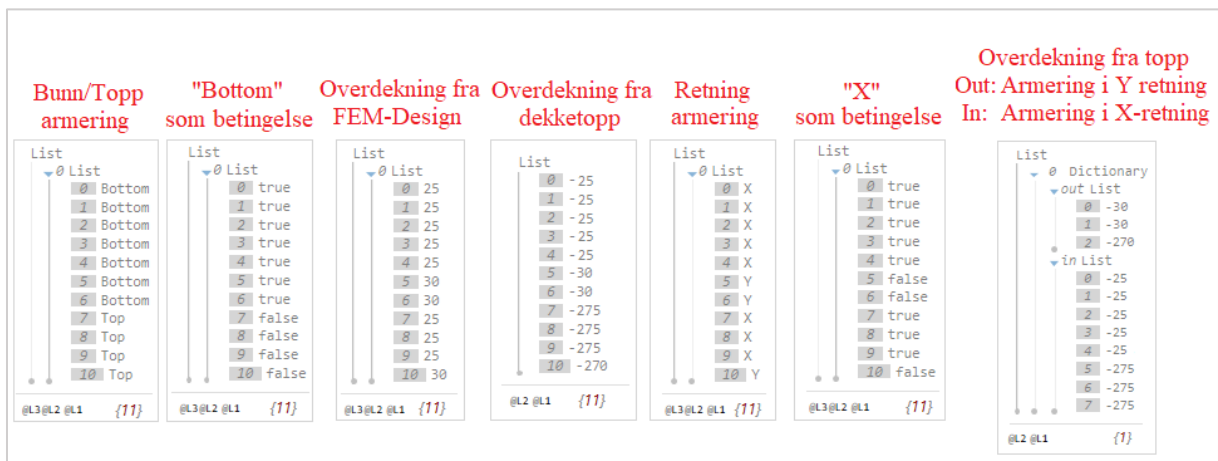 Bunn/Topp
armering
List
0 List
0 Bottom
1 Bottom
2 Bottom
3 Bottom
4 Bottom
5 Bottom
6 Bottom
7 Top
8 Top
9 Top
10 Top
@L3 @L2 @L1 {11}
"Bottom"
som betingelse
List
0 List
0 true
1 true
2 true
3 true
4 true
5 true
6 true
7 false
8 false
9 false
10 false
@L3 @L2 @L1 {11}
Overdekning fra
FEM-Design
List
0 List
0 25
1 25
2 25
3 25
4 25
5 30
6 30
7 25
8 25
9 25
10 30
@L3 @L2 @L1 {11}
Overdekning fra
dekketopp
List
0 -25
1 -25
2 -25
3 -25
4 -25
5 -30
6 -30
7 -275
8 -275
9 -275
10 -270
@L2 @L1 {11}
Retning
armering
List
0 List
0 X
1 X
2 X
3 X
4 X
5 Y
6 Y
7 X
8 X
9 X
10 Y
@L3 @L2 @L1 {11}
"X"
som betingelse
List
0 List
0 true
1 true
2 true
3 true
4 true
5 false
6 false
7 true
8 true
9 true
10 false
@L3 @L2 @L1 {11}
Overdekning fra topp
Out: Armering i Y retning
In: Armering i X-retning
List
0 Dictionary
out List
0 -30
1 -30
2 -270
in List
0 -25
1 -25
2 -25
3 -25
4 -25
5 -275
6 -275
7 -275
@L2 @L1 {1}